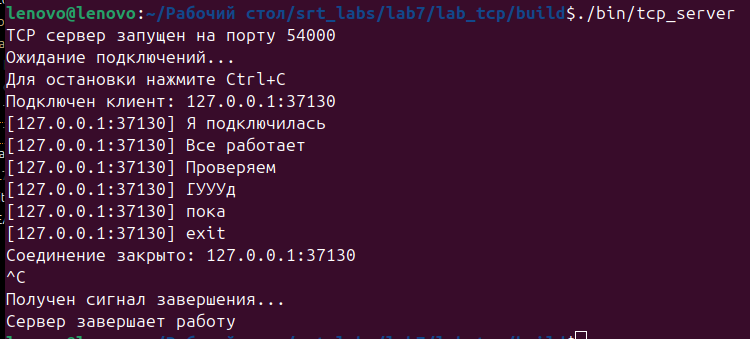 lenovo@lenovo:~/Рабочий стол/srt_labs/lab7/lab_tcp/build$./bin/tcp_server
TCP сервер запущен на порту 54000
Ожидание подключений...
Для остановки нажмите Ctrl+C
Подключен клиент: 127.0.0.1:37130
[127.0.0.1:37130] Я подключилась
[127.0.0.1:37130] Все работает
[127.0.0.1:37130] Проверяем
[127.0.0.1:37130] ГУУУд
[127.0.0.1:37130] пока
[127.0.0.1:37130] exit
Соединение закрыто: 127.0.0.1:37130
^C
Получен сигнал завершения...
Сервер завершает работу